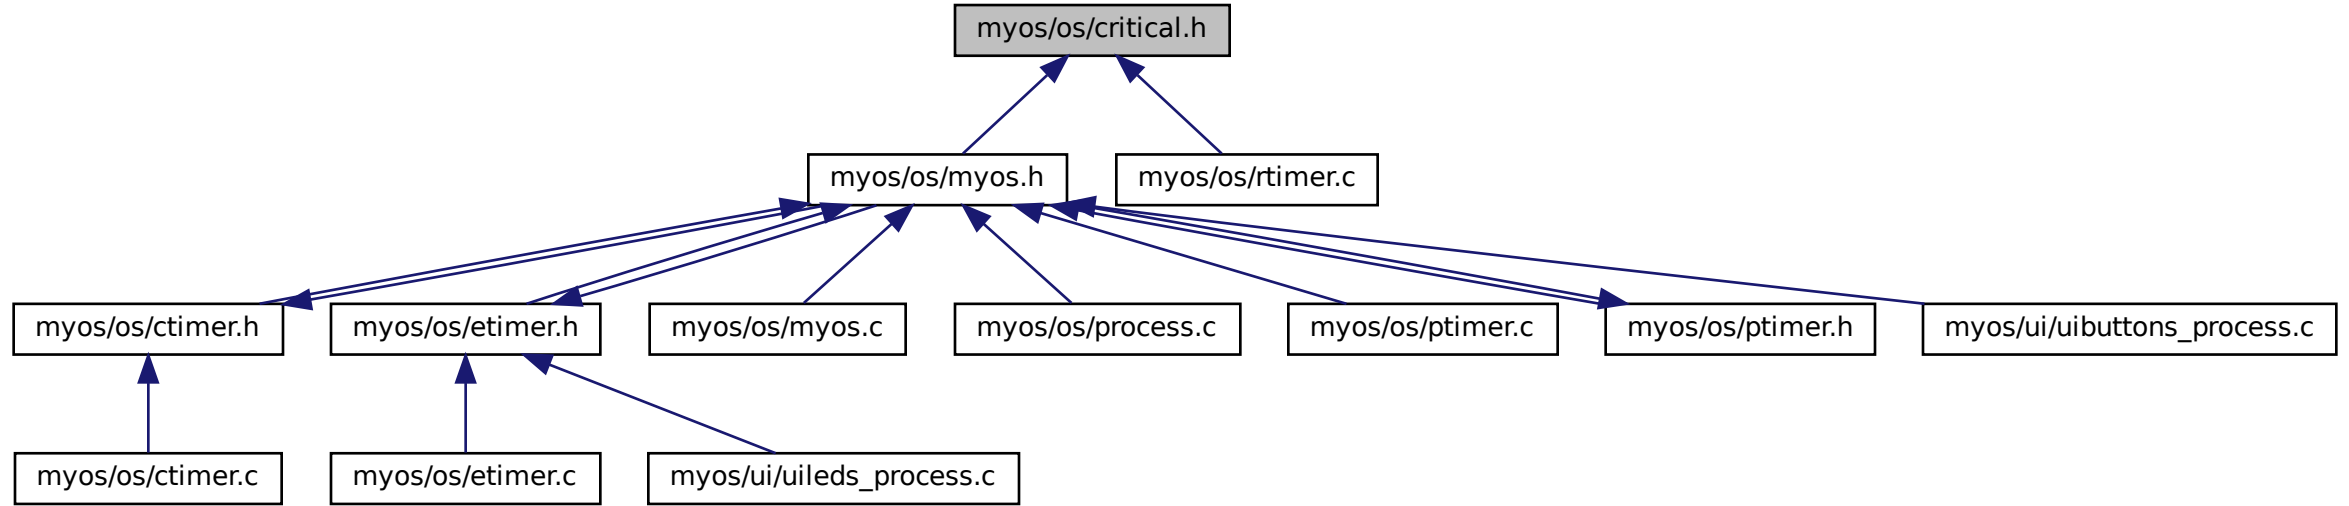 myos/os/critical.h
myos/os/myos.h
myos/os/rtimer.c
myos/os/ctimer.h
myos/os/etimer.h
myos/os/myos.c
myos/os/process.c
myos/os/ptimer.c
myos/os/ptimer.h
myos/ui/uibuttons_process.c
myos/os/ctimer.c
myos/os/etimer.c
myos/ui/uileds_process.c